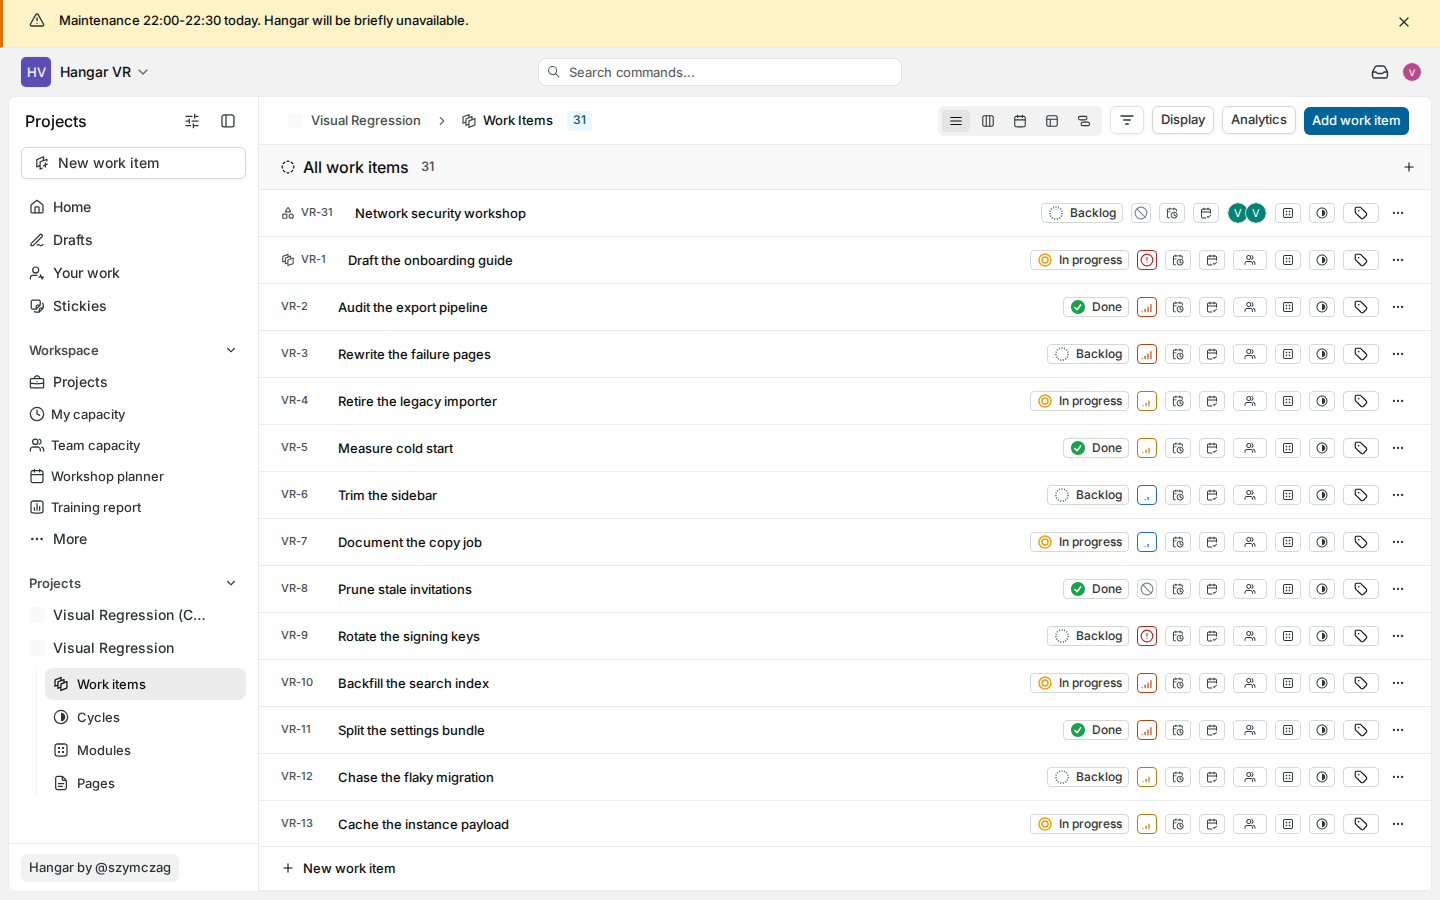 Maintenance 22:00-22:30 today. Hangar will be briefly unavailable.
HV Hangar VR
Search commands...
V
Projects
New work item
Home
Drafts
Your work
Stickies
Workspace
Projects
My capacity
Team capacity
Workshop planner
Training report
More
Projects
Visual Regression (C...
Visual Regression
Work items
Cycles
Modules
Pages
Hangar by @szymczag
Visual Regression Work Items 31
Display Analytics Add work item
All work items 31
VR-31 Network security workshop Backlog V V
VR-1 Draft the onboarding guide In progress
VR-2 Audit the export pipeline Done
VR-3 Rewrite the failure pages Backlog
VR-4 Retire the legacy importer In progress
VR-5 Measure cold start Done
VR-6 Trim the sidebar Backlog
VR-7 Document the copy job In progress
VR-8 Prune stale invitations Done
VR-9 Rotate the signing keys Backlog
VR-10 Backfill the search index In progress
VR-11 Split the settings bundle Done
VR-12 Chase the flaky migration Backlog
VR-13 Cache the instance payload In progress
New work item